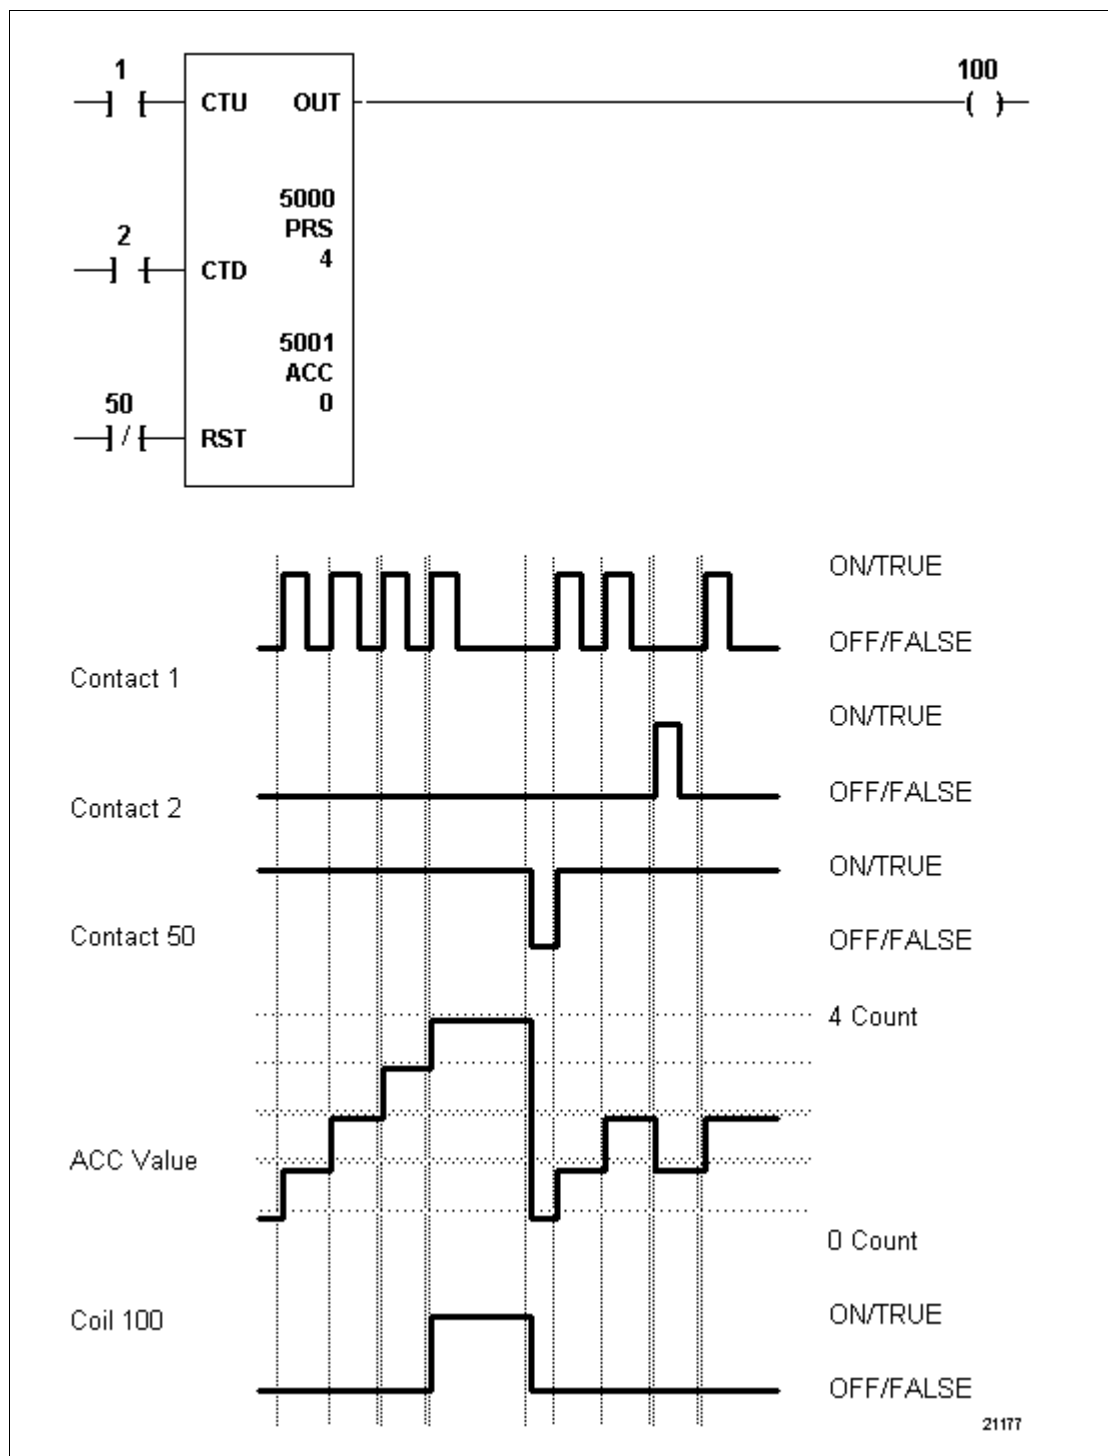 1
100
CTU OUT
5000
PRS
4
2
CTD
5001
ACC
0
50
RST
ON/TRUE
OFF/FALSE
Contact 1
ON/TRUE
OFF/FALSE
Contact 2
ON/TRUE
OFF/FALSE
Contact 50
4 Count
ACC Value
0 Count
Coil 100
ON/TRUE
OFF/FALSE
21177